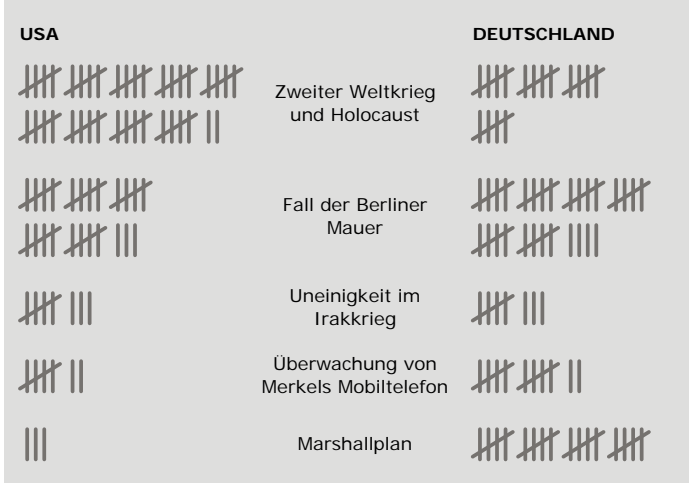 USA
DEUTSCHLAND
Zweiter Weltkrieg
und Holocaust
Fall der Berliner
Mauer
Uneinigkeit im
Irakkrieg
Überwachung von
Merkels Mobiltelefon
Marshallplan